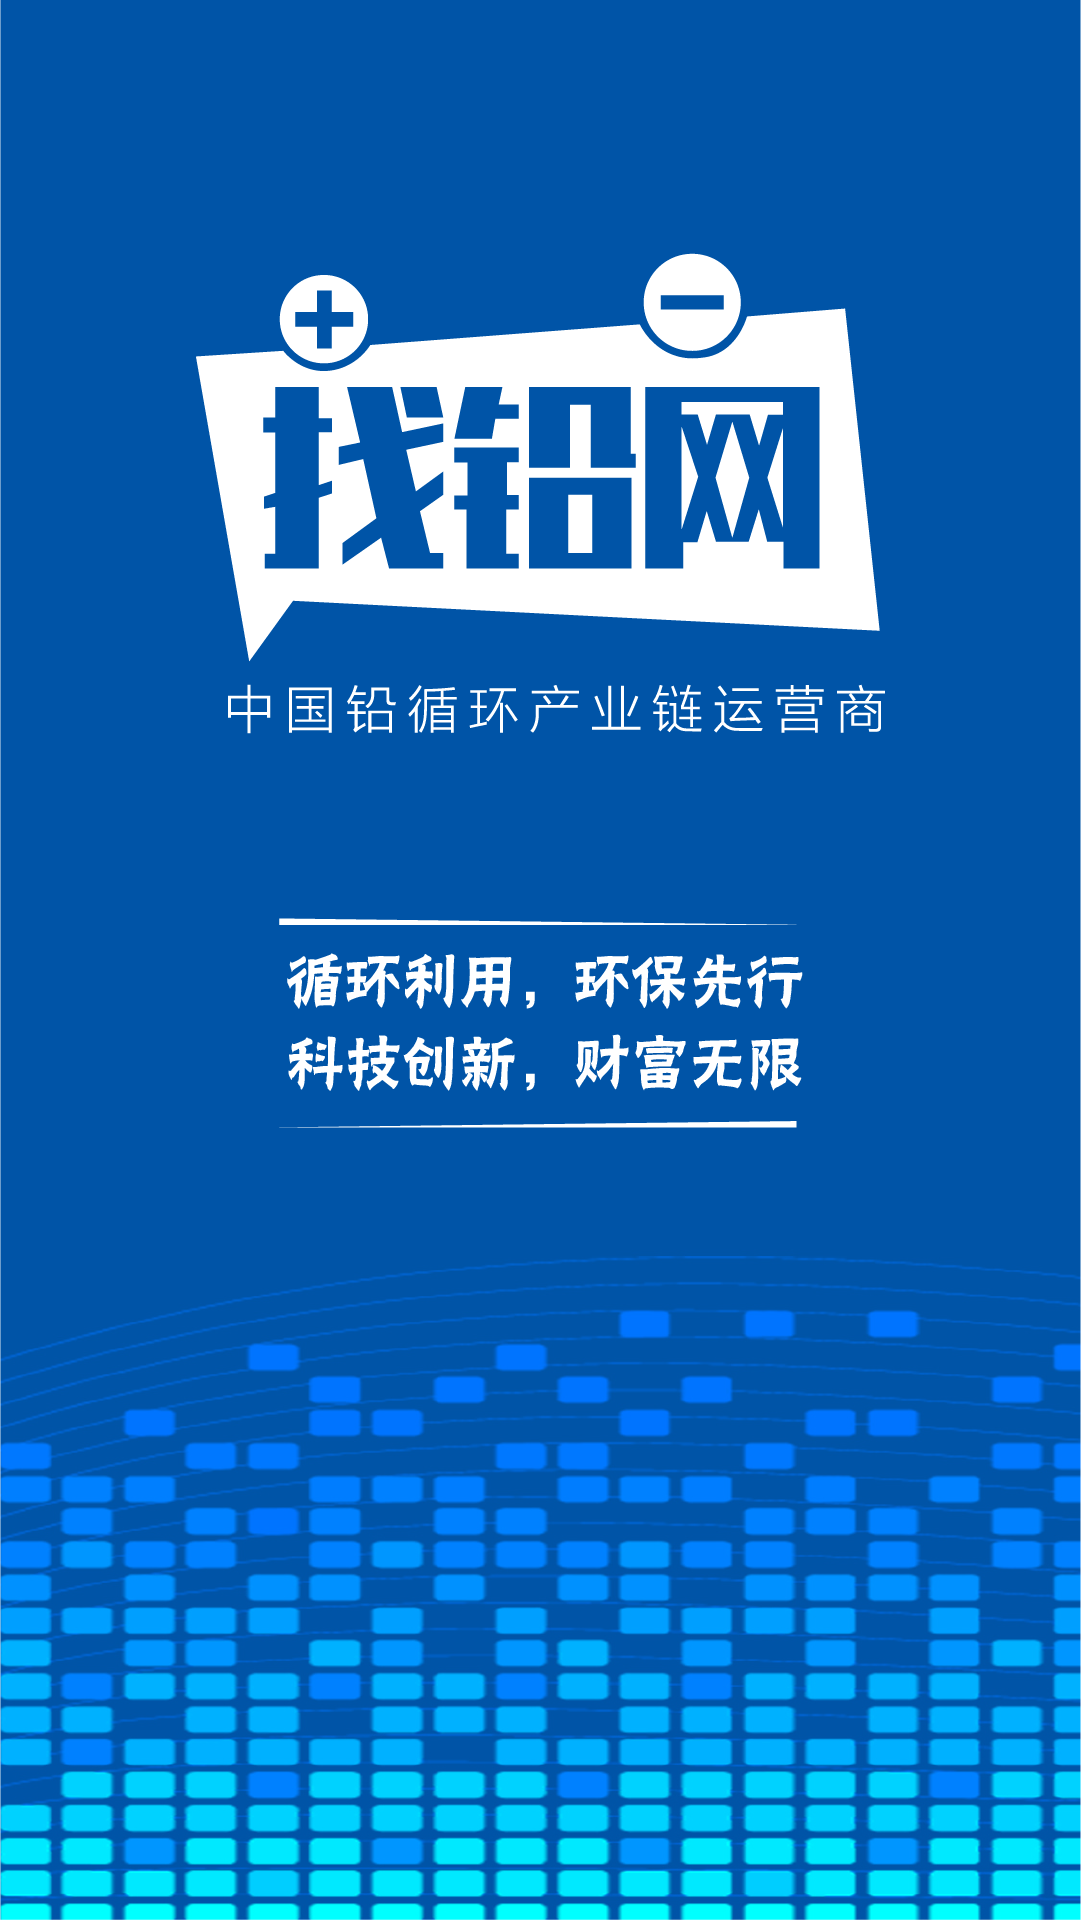 找铅网
中国铅循环产业链运营商
循环利用，环保先行
科技创新，财富无限